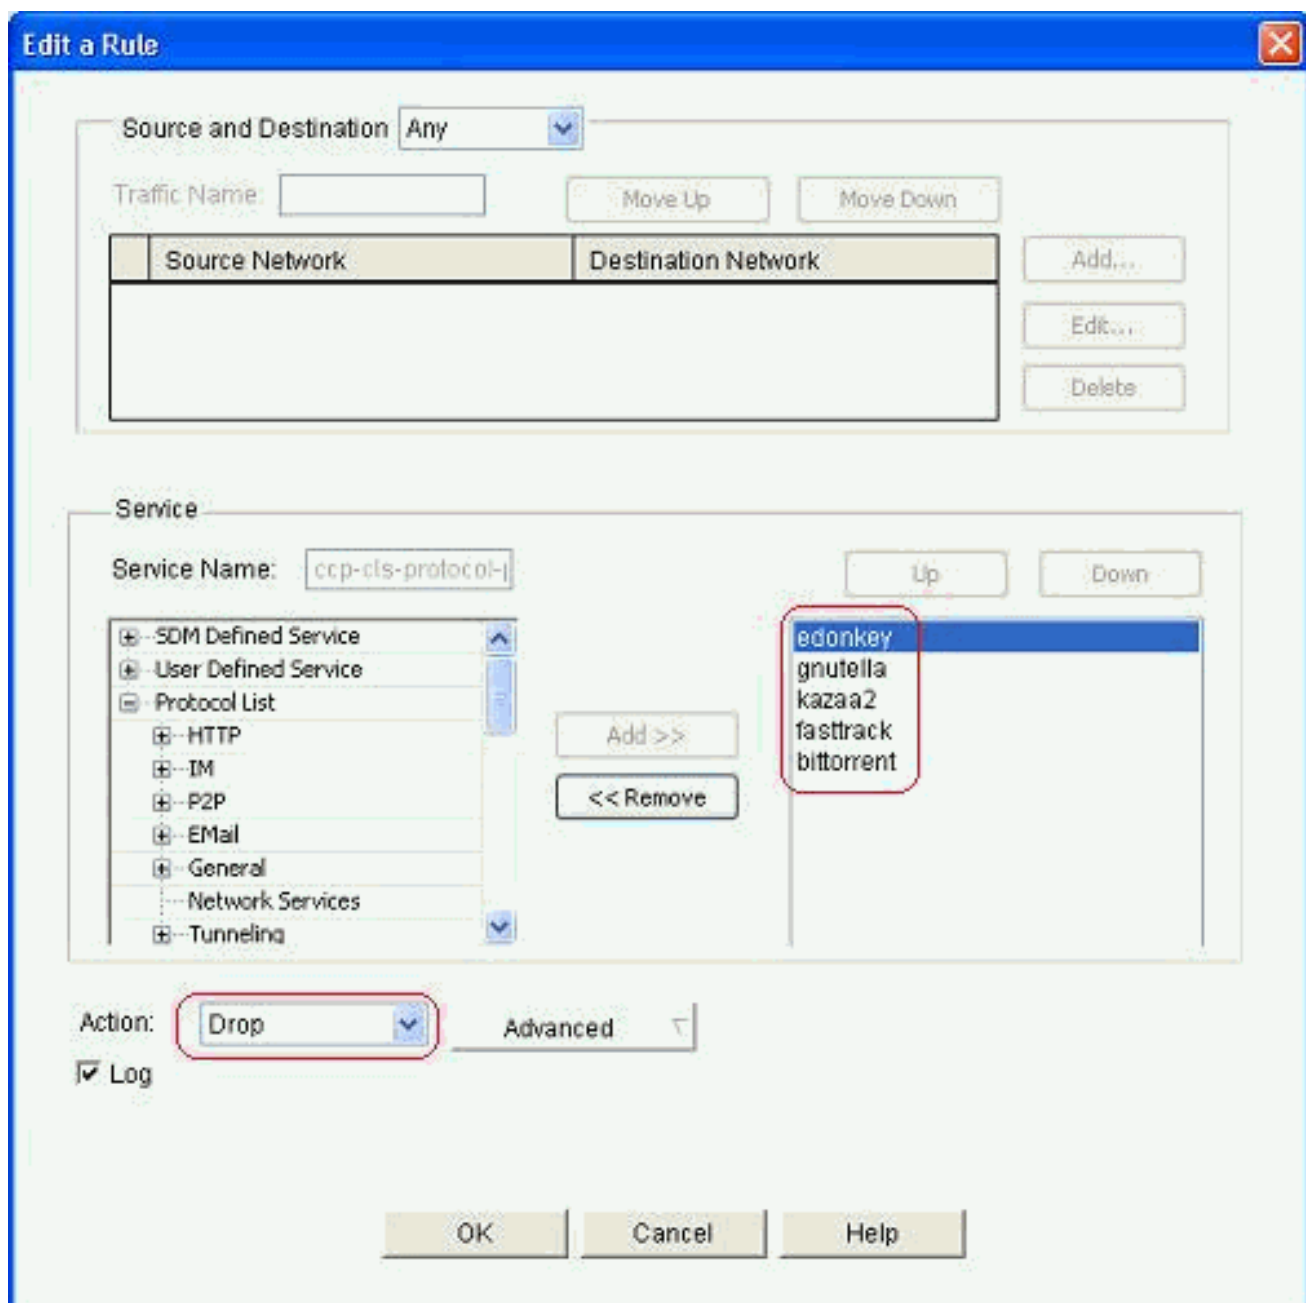 Edit a Rule
Source and Destination Any
Traffic Name: Move Up Move Down
Source Network Destination Network Add...
Edit...
Delete
Service
Service Name: ccp-cls-protocol-p Up Down
SDM Defined Service
User Defined Service
Protocol List
HTTP
IM
P2P
EMail
General
Network Services
Tunneling
Add >>
<< Remove
edonkey
gnutella
kazaa2
fasttrack
bittorrent
Action: Drop Advanced
Log
OK Cancel Help